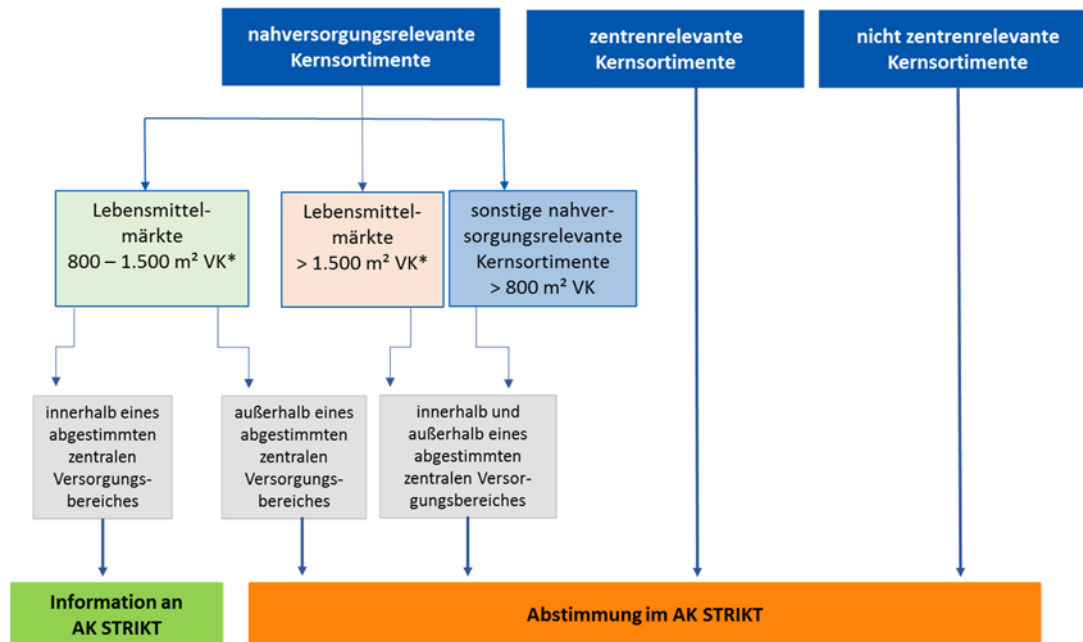 nahversorgungsrelevante
Kernsortimente
zentrenrelevante
Kernsortimente
nicht zentrenrelevante
Kernsortimente
Lebensmittel-
märkte
800 – 1.500 m² VK*
Lebensmittel-
märkte
> 1.500 m² VK*
sonstige nahver-
sorgungsrelevante
Kernsortimente
> 800 m² VK
innerhalb eines
abgestimmten
zentralen
Versorgungs-
bereiches
außerhalb eines
abgestimmten
zentralen
Versorgungs-
bereiches
innerhalb und
außerhalb eines
abgestimmten
zentralen Versor-
gungsbereiches
Information an
AK STRIKT
Abstimmung im AK STRIKT